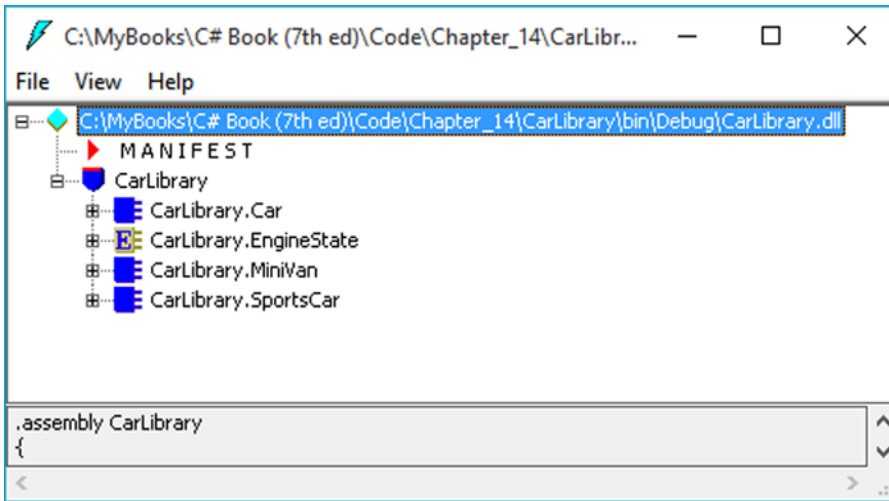 C:\MyBooks\C# Book (7th ed)\Code\Chapter_14\CarLibr...
File View Help
C:\MyBooks\C# Book (7th ed)\Code\Chapter_14\CarLibrary\bin\Debug\CarLibrary.dll
MANIFEST
CarLibrary
CarLibrary.Car
E CarLibrary.EngineState
CarLibrary.MiniVan
CarLibrary.SportsCar
.assembly CarLibrary
{